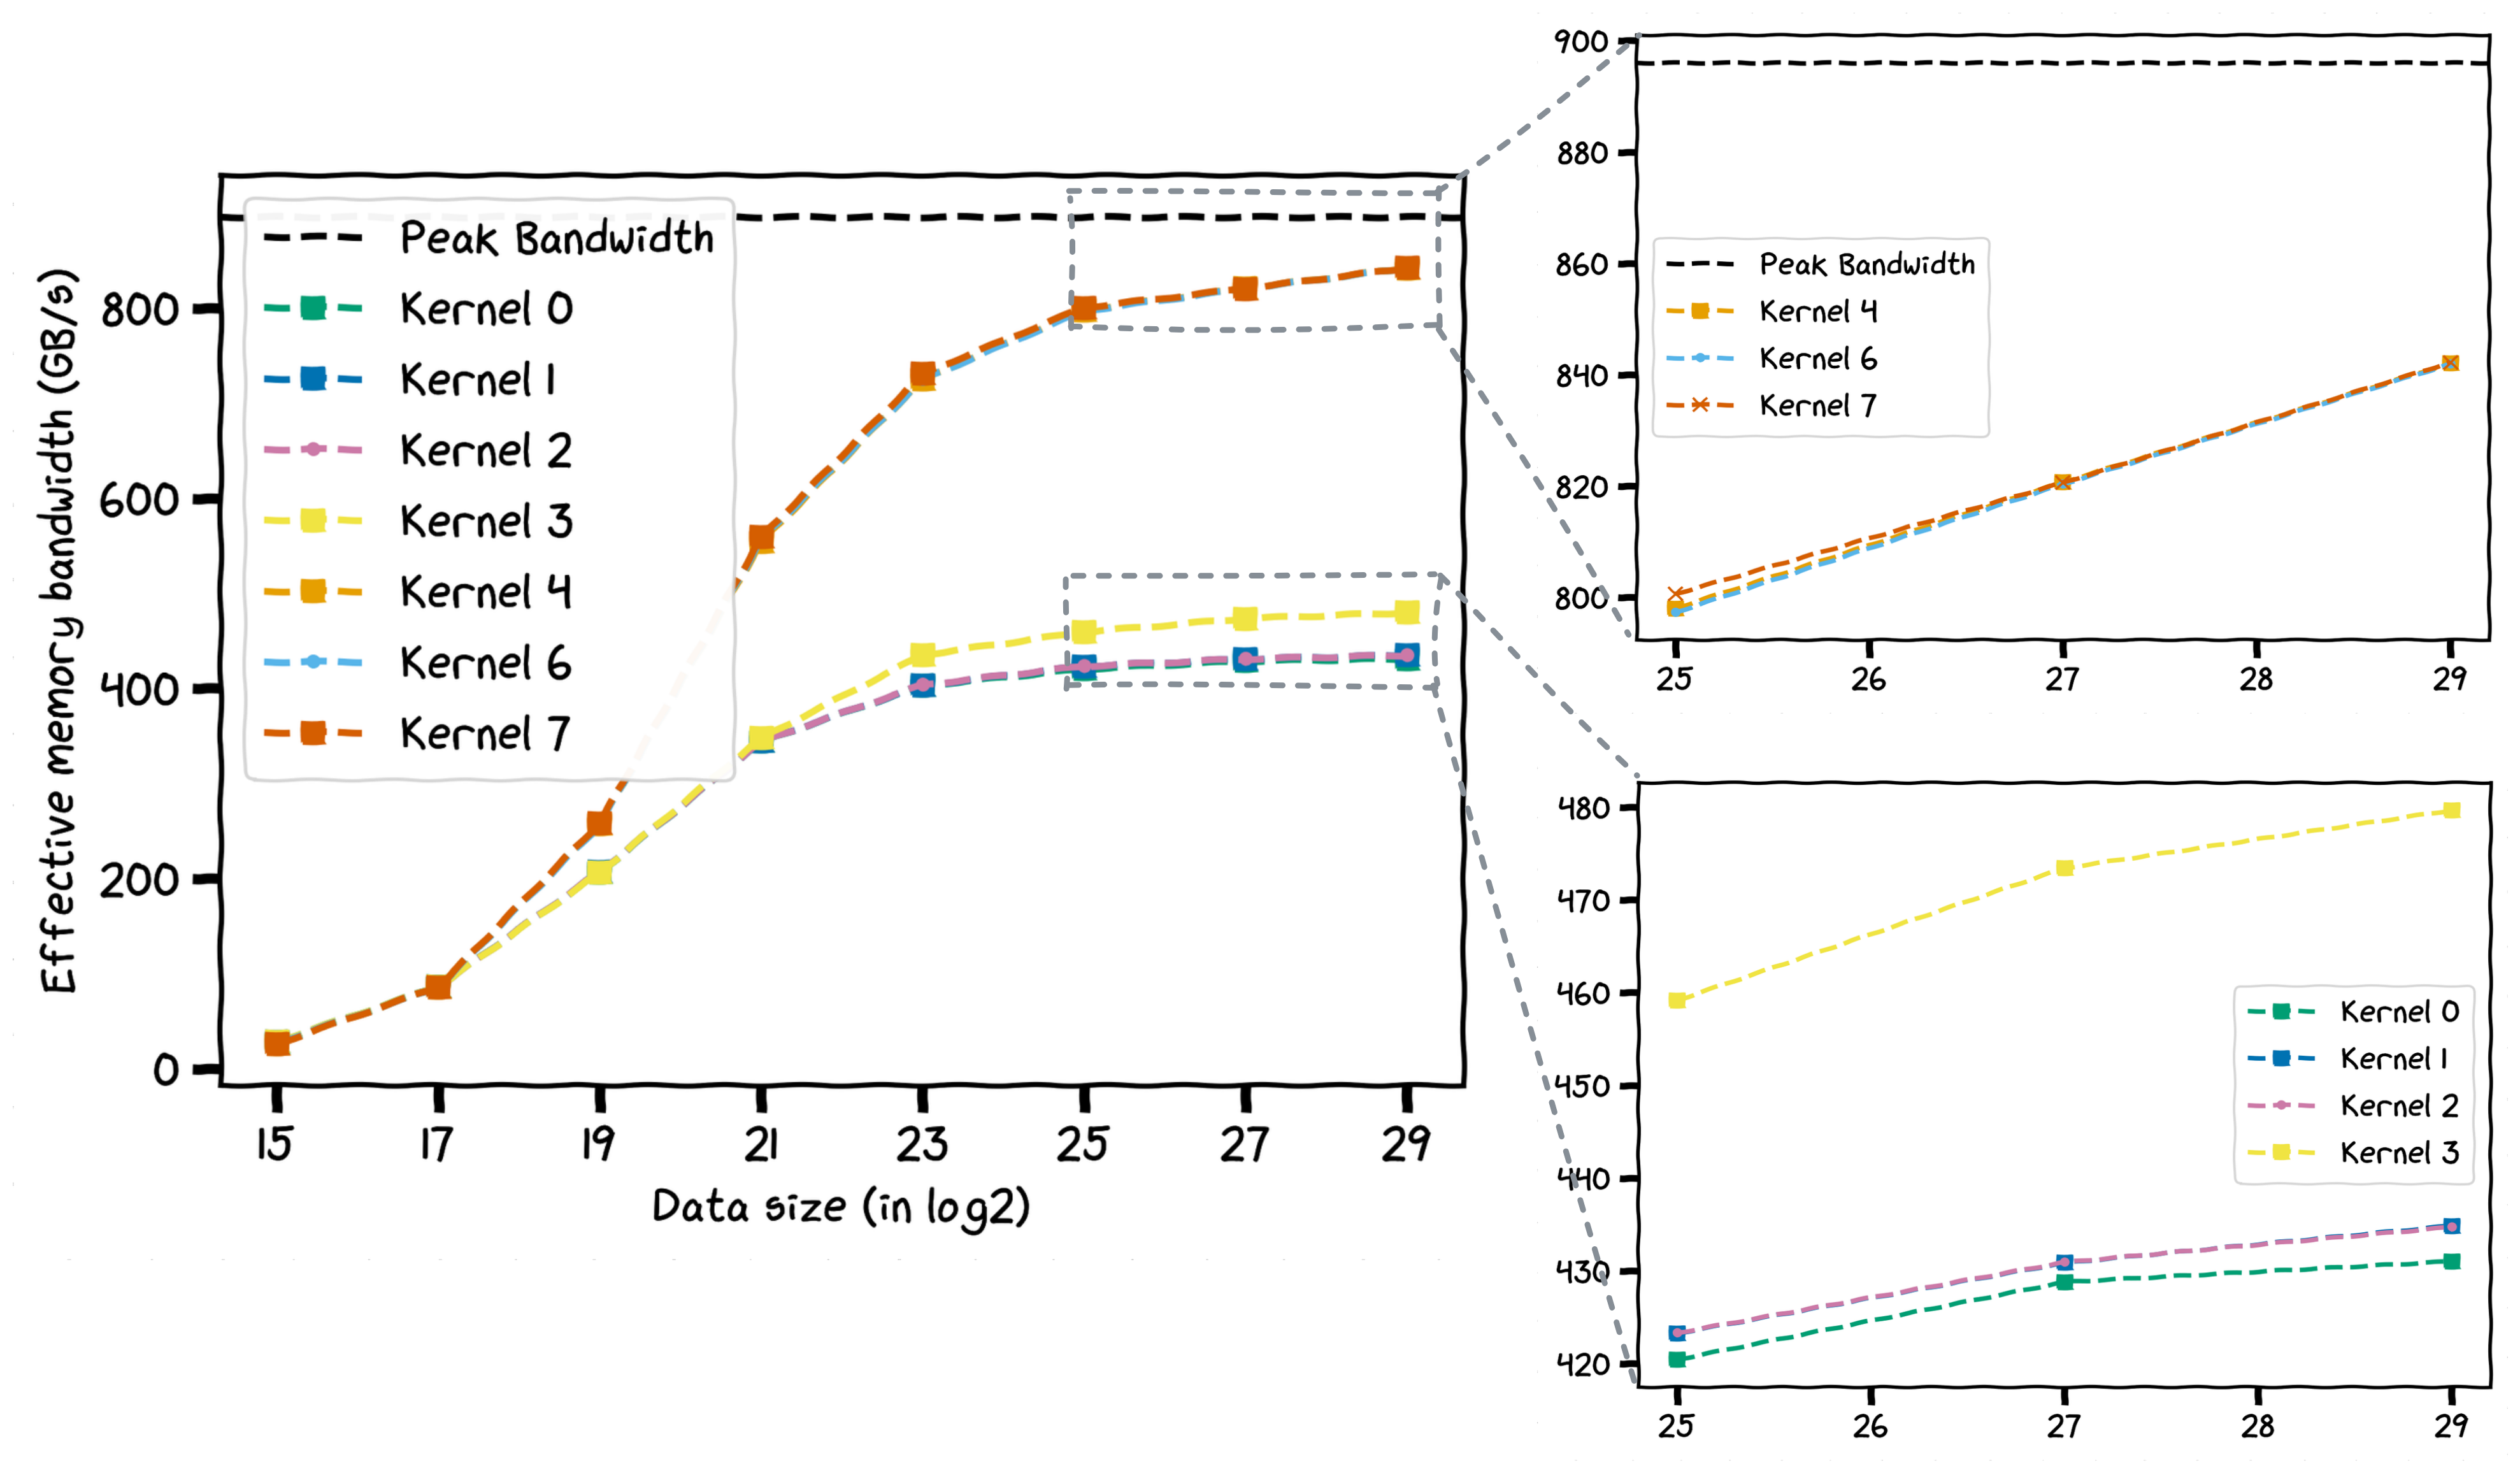 Effective memory bandwidth (GB/s)
800
600
400
200
0
Peak Bandwidth
Kernel 0
Kernel 1
Kernel 2
Kernel 3
Kernel 4
Kernel 6
Kernel 7
15 17 19 21 23 25 27 29
Data size (in log2)
900
880
860
840
820
800
Peak Bandwidth
Kernel 4
Kernel 6
Kernel 7
25 26 27 28 29
480
470
460
450
440
430
420
Kernel 0
Kernel 1
Kernel 2
Kernel 3
25 26 27 28 29